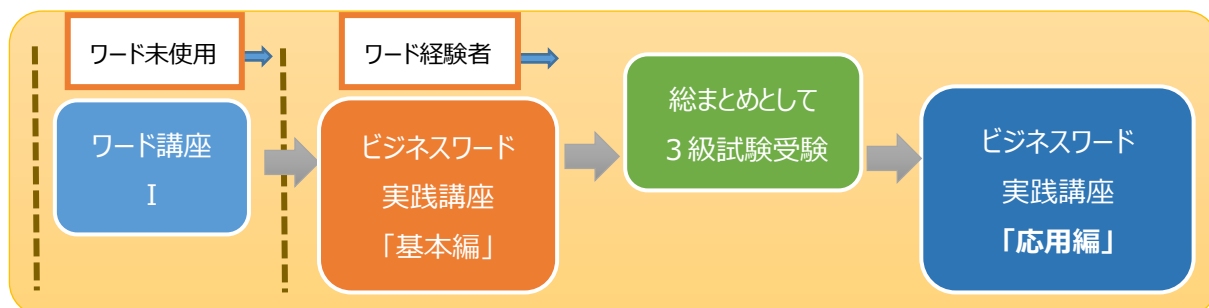 ワード未使用
ワード経験者
ワード講座
Ⅰ
ビジネスワード
実践講座
「基本編」
総まとめとして
３級試験受験
ビジネスワード
実践講座
「応用編」